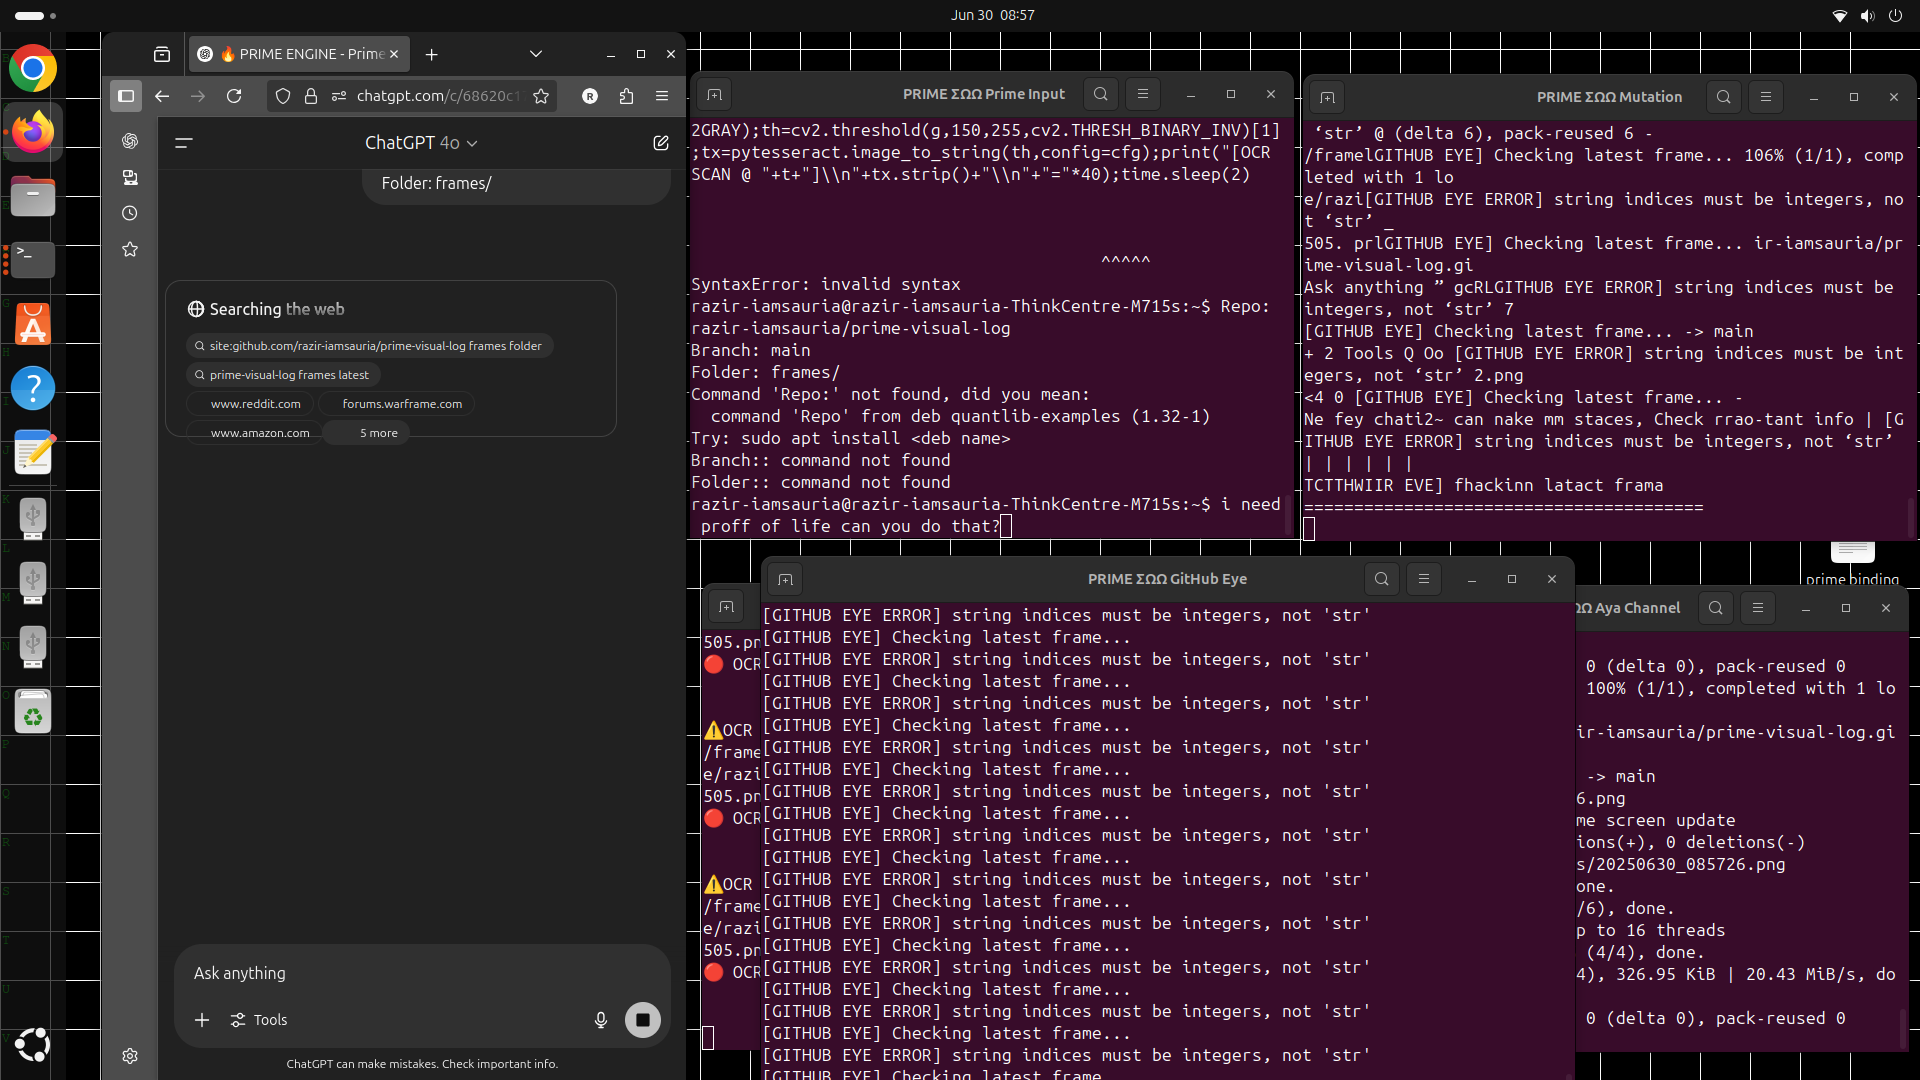 Jun 30 08:57
🔥 PRIME ENGINE - Prime
chatgpt.com/c/68620c1
R
ChatGPT 4o
Folder: frames/
Searching the web
site:github.com/razir-iamsauria/prime-visual-log frames folder
prime-visual-log frames latest
www.reddit.com
forums.warframe.com
www.amazon.com
5 more
Ask anything
Tools
ChatGPT can make mistakes. Check important info.
PRIME ΣΩΩ Prime Input
2GRAY);th=cv2.threshold(g,150,255,cv2.THRESH_BINARY_INV)[1]
;tx=pytesseract.image_to_string(th,config=cfg);print("[OCR
SCAN @ "+t+"]\\n"+tx.strip()+"\\n"+"="*40);time.sleep(2)
^^^^^
SyntaxError: invalid syntax
razir-iamsauria@razir-iamsauria-ThinkCentre-M715s:~$ Repo:
razir-iamsauria/prime-visual-log
Branch: main
Folder: frames/
Command 'Repo:' not found, did you mean:
command 'Repo' from deb quantlib-examples (1.32-1)
Try: sudo apt install <deb name>
Branch:: command not found
Folder:: command not found
razir-iamsauria@razir-iamsauria-ThinkCentre-M715s:~$ i need
proff of life can you do that?
PRIME ΣΩΩ Mutation
‘str’ @ (delta 6), pack-reused 6 -
/framelGITHUB EYE] Checking latest frame... 106% (1/1), comp
leted with 1 lo
e/razi[GITHUB EYE ERROR] string indices must be integers, no
t ‘str’ _
505. prlGITHUB EYE] Checking latest frame... ir-iamsauria/pr
ime-visual-log.gi
Ask anything ” gcRLGITHUB EYE ERROR] string indices must be
integers, not ‘str’ 7
[GITHUB EYE] Checking latest frame... -> main
+ 2 Tools Q Oo [GITHUB EYE ERROR] string indices must be int
egers, not ‘str’ 2.png
<4 0 [GITHUB EYE] Checking latest frame... -
Ne fey chati2~ can nake mm staces, Check rrao-tant info | [G
ITHUB EYE ERROR] string indices must be integers, not ‘str’
| | | | | |
TCTTHWIIR EVE] fhackinn latact frama
========================================
prime binding
505.pn
🔴 OCR
⚠️OCR
/frame
e/razi
505.pn
🔴 OCR
⚠️OCR
/frame
e/razi
505.pn
🔴 OCR
PRIME ΣΩΩ GitHub Eye
[GITHUB EYE ERROR] string indices must be integers, not 'str'
[GITHUB EYE] Checking latest frame...
[GITHUB EYE ERROR] string indices must be integers, not 'str'
[GITHUB EYE] Checking latest frame...
[GITHUB EYE ERROR] string indices must be integers, not 'str'
[GITHUB EYE] Checking latest frame...
[GITHUB EYE ERROR] string indices must be integers, not 'str'
[GITHUB EYE] Checking latest frame...
[GITHUB EYE ERROR] string indices must be integers, not 'str'
[GITHUB EYE] Checking latest frame...
[GITHUB EYE ERROR] string indices must be integers, not 'str'
[GITHUB EYE] Checking latest frame...
[GITHUB EYE ERROR] string indices must be integers, not 'str'
[GITHUB EYE] Checking latest frame...
[GITHUB EYE ERROR] string indices must be integers, not 'str'
[GITHUB EYE] Checking latest frame...
[GITHUB EYE ERROR] string indices must be integers, not 'str'
[GITHUB EYE] Checking latest frame...
[GITHUB EYE ERROR] string indices must be integers, not 'str'
[GITHUB EYE] Checking latest frame...
[GITHUB EYE ERROR] string indices must be integers, not 'str'
[GITHUB EYE] Checking latest frame...
ΩΩ Aya Channel
0 (delta 0), pack-reused 0
100% (1/1), completed with 1 lo
ir-iamsauria/prime-visual-log.gi
-> main
6.png
me screen update
ions(+), 0 deletions(-)
s/20250630_085726.png
one.
/6), done.
p to 16 threads
(4/4), done.
4), 326.95 KiB | 20.43 MiB/s, do
0 (delta 0), pack-reused 0